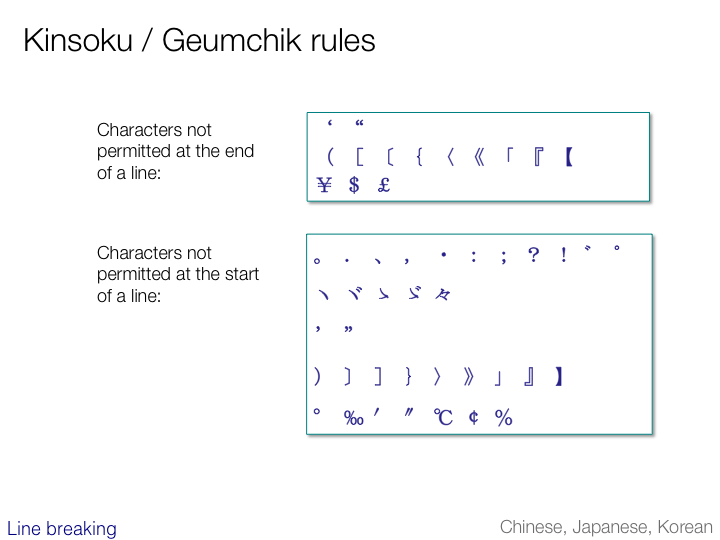 Kinsoku / Geumchik rules
Characters not
permitted at the end
of a line:
‘ “
（ ［ 〔 ｛ 〈 《 「 『 【
￥ ＄ ￡
Characters not
permitted at the start
of a line:
。 ． 、 ， ・ ： ； ？ ！ ゛ ゜
ヽ ヾ ゝ ゞ 々
’ ”
） 〕 ］ ｝ 〉 》 」 』 】
° ‰ ′ ″ ℃ ￠ ％
Line breaking
Chinese, Japanese, Korean